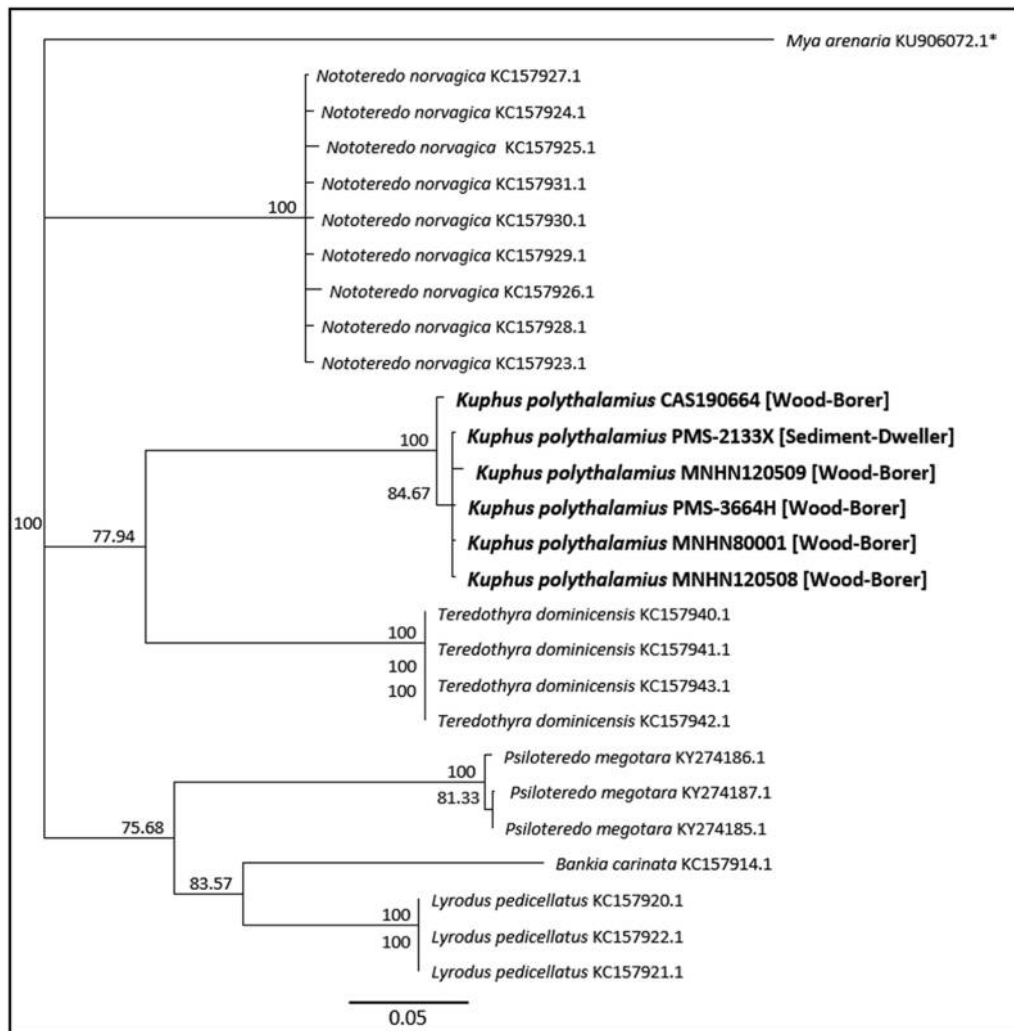 Mya arenaria KU906072.1*
Nototeredo norvagica KC157927.1
Nototeredo norvagica KC157924.1
Nototeredo norvagica KC157925.1
Nototeredo norvagica KC157931.1
100
Nototeredo norvagica KC157930.1
Nototeredo norvagica KC157929.1
Nototeredo norvagica KC157926.1
Nototeredo norvagica KC157928.1
Nototeredo norvagica KC157923.1
Kuphus polythalamius CAS190664 [Wood-Borer]
100
Kuphus polythalamius PMS-2133X [Sediment-Dweller]
Kuphus polythalamius MNHN120509 [Wood-Borer]
84.67
Kuphus polythalamius PMS-3664H [Wood-Borer]
100
77.94
Kuphus polythalamius MNHN80001 [Wood-Borer]
Kuphus polythalamius MNHN120508 [Wood-Borer]
Teredothyra dominicensis KC157940.1
100
Teredothyra dominicensis KC157941.1
100
Teredothyra dominicensis KC157943.1
100
Teredothyra dominicensis KC157942.1
Psiloteredo megotara KY274186.1
100
Psiloteredo megotara KY274187.1
81.33
Psiloteredo megotara KY274185.1
75.68
Bankia carinata KC157914.1
83.57
Lyrodus pedicellatus KC157920.1
100
Lyrodus pedicellatus KC157922.1
100
Lyrodus pedicellatus KC157921.1
0.05